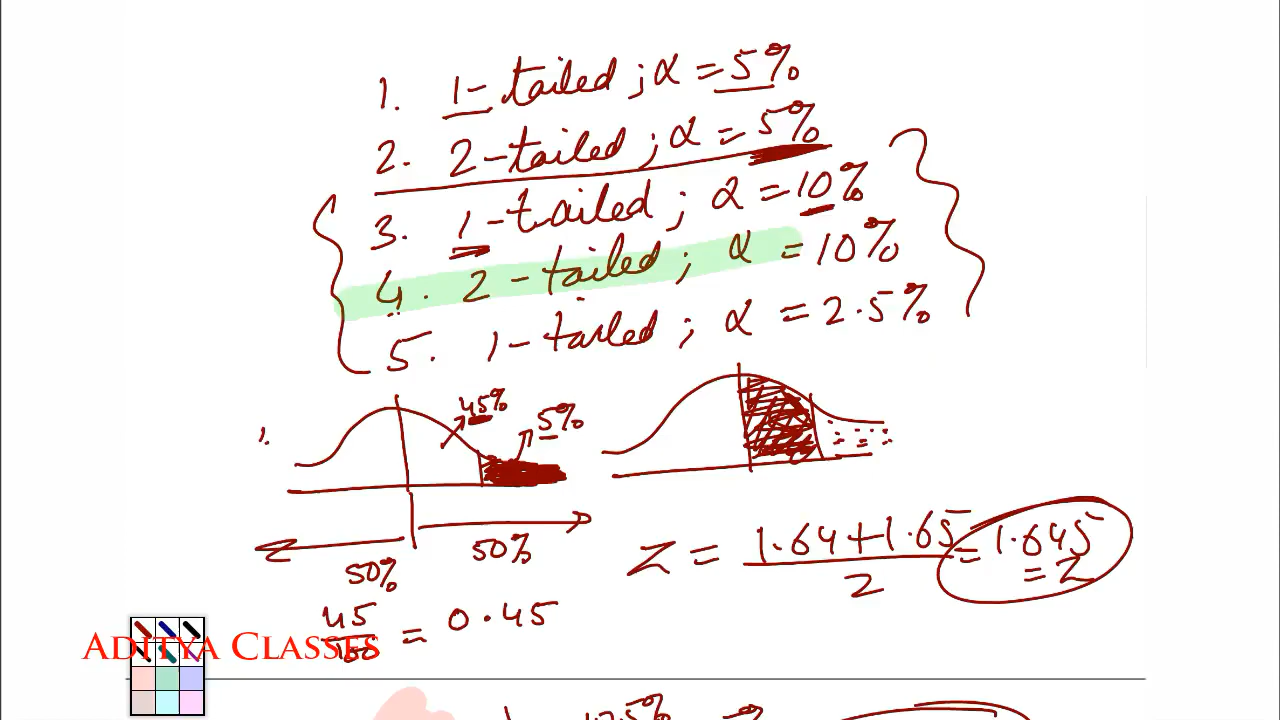 1. 1-tailed ; α = 5%
2. 2-tailed ; α = 5%
3. 1-tailed ; α = 10%
4. 2-tailed ; α = 10%
5. 1-tailed ; α = 2.5%
1.
45%
5%
50%
50%
Z = (1.64 + 1.65) / 2 = 1.645
= Z
45/100 = 0.45
ADITYA CLASSES